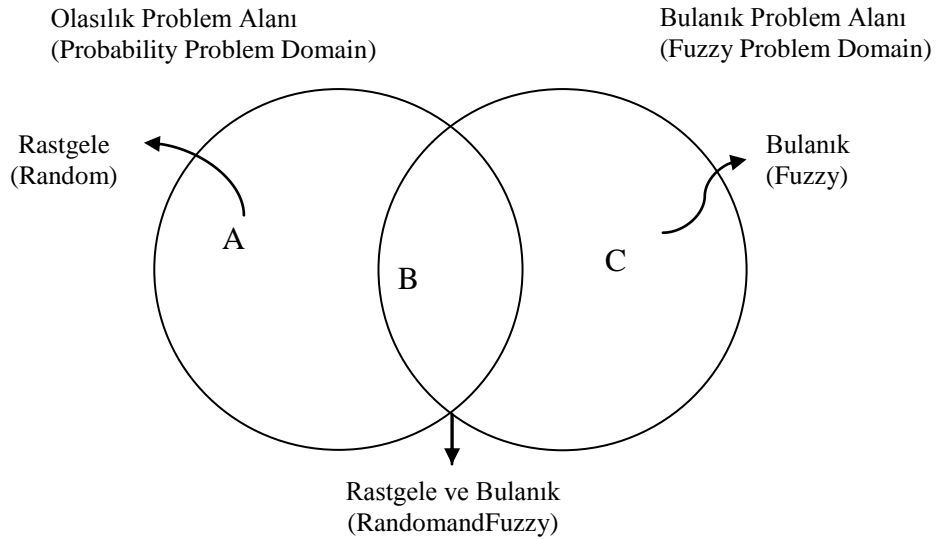 Olasılık Problem Alanı
(Probability Problem Domain)
Bulanık Problem Alanı
(Fuzzy Problem Domain)
Rastgele
(Random)
Bulanık
(Fuzzy)
A
B
C
Rastgele ve Bulanık
(RandomandFuzzy)